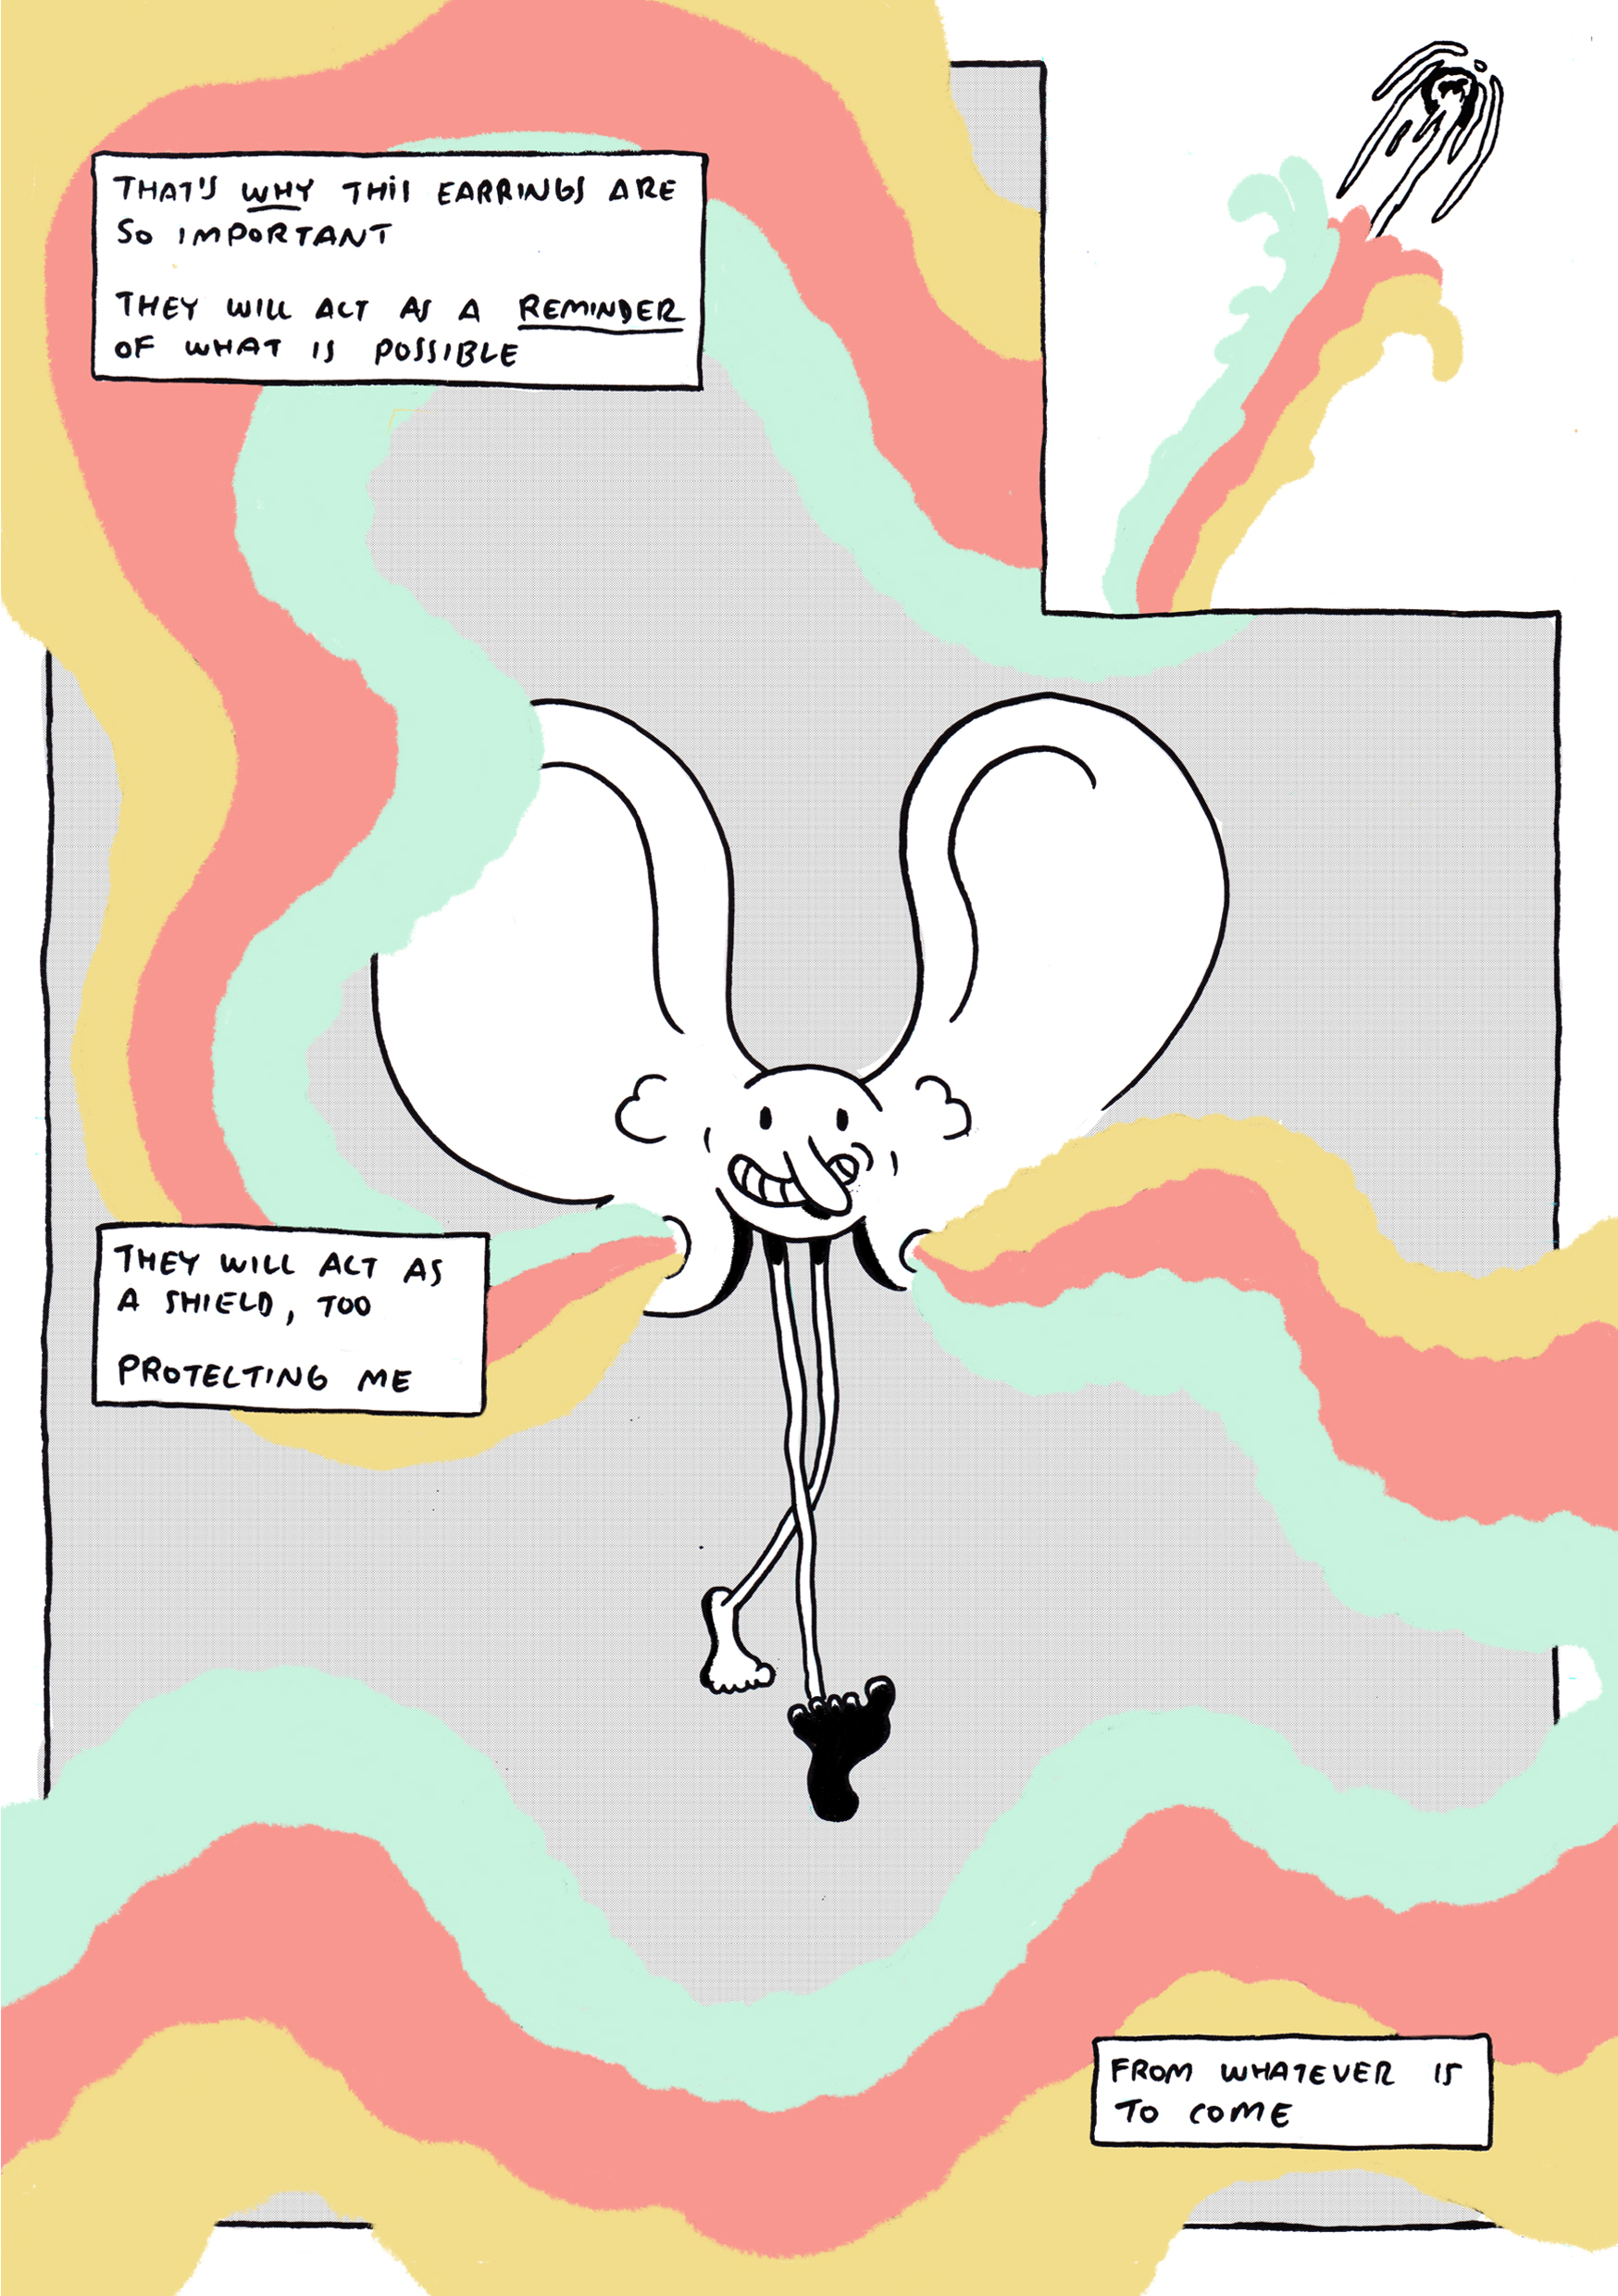 THAT'S WHY THIS EARRINGS ARE
SO IMPORTANT
THEY WILL ACT AS A REMINDER
OF WHAT IS POSSIBLE
THEY WILL ACT AS
A SHIELD, TOO
PROTECTING ME
FROM WHATEVER IS
TO COME